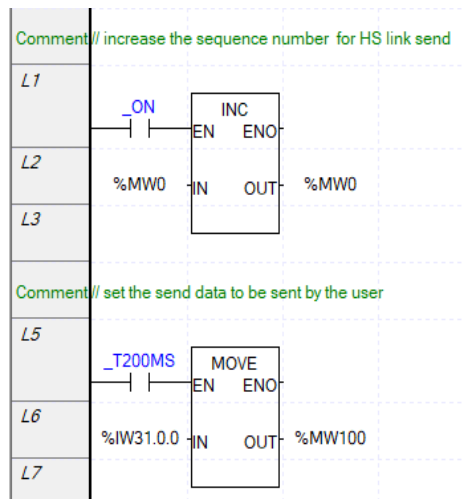 Comment // increase the sequence number for HS link send
L1
_ON
INC
EN ENO
L2
%MW0 IN OUT %MW0
L3
Comment // set the send data to be sent by the user
L5
_T200MS
MOVE
EN ENO
L6
%IW31.0.0 IN OUT %MW100
L7